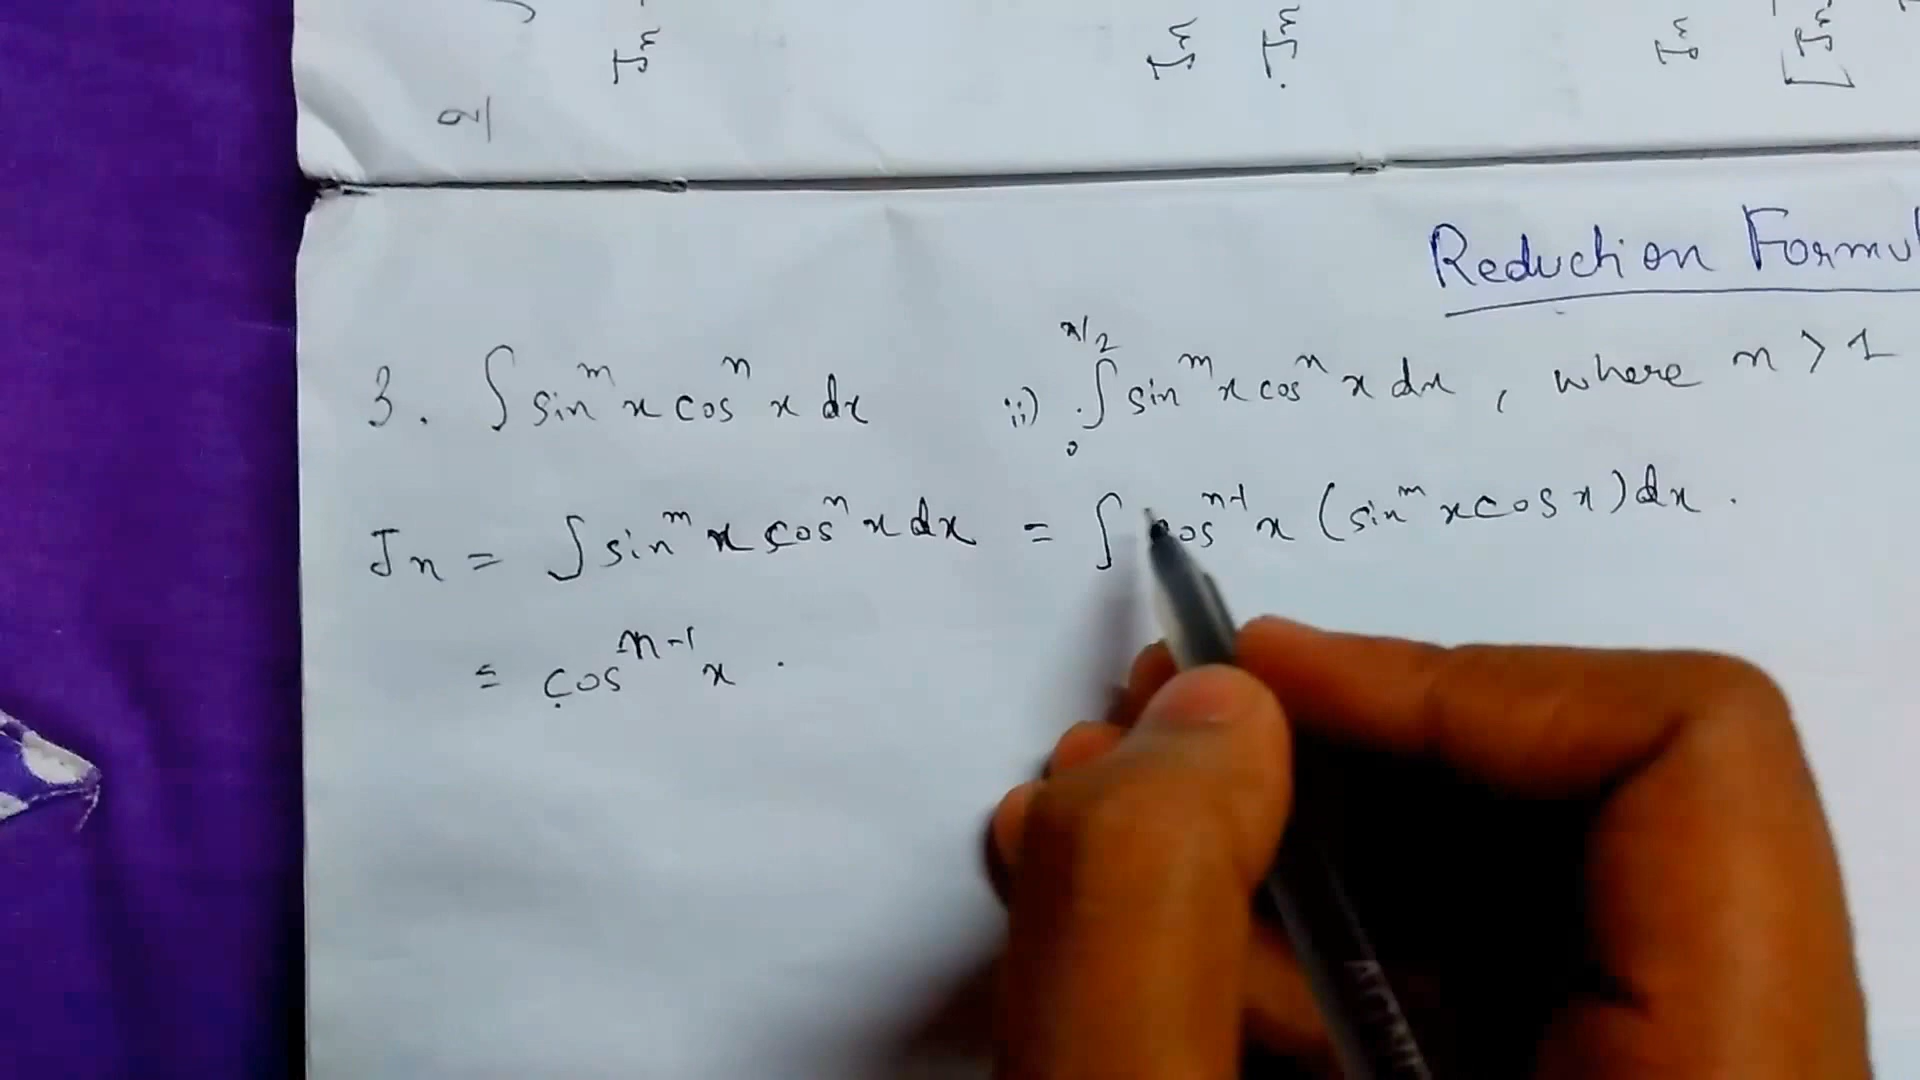 Reduction Formul
3. ∫ sin^m x cos^n x dx ii) ∫_0^{π/2} sin^m x cos^n x dx, where n > 1
J_n = ∫ sin^m x cos^n x dx = ∫ cos^{n-1} x (sin^m x cos x) dx.
= cos^{n-1} x .